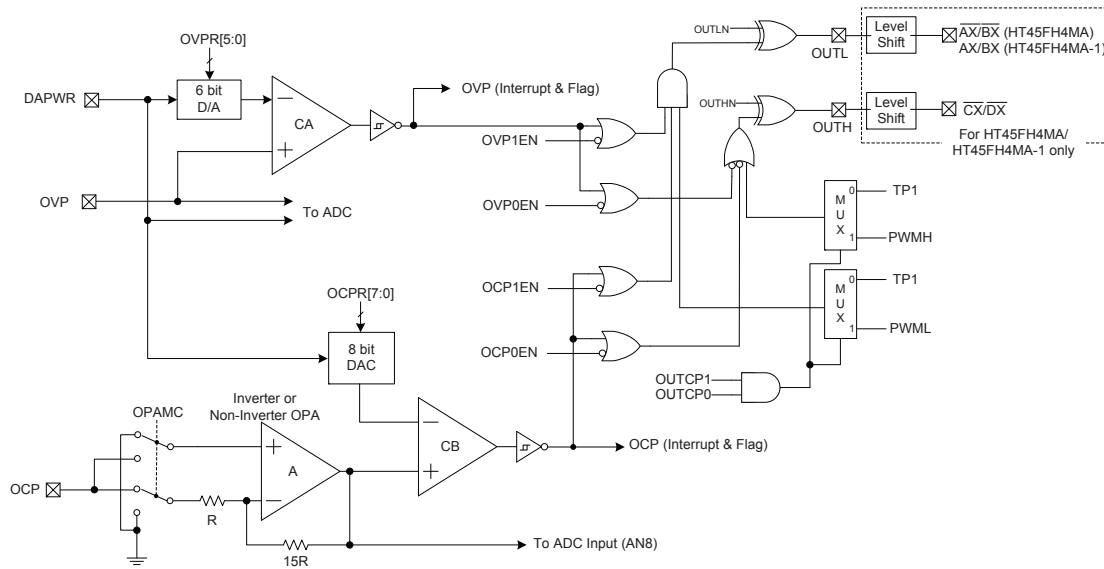 OVPR[5:0]
DAPWR
6 bit
D/A
−
CA
+
OVP (Interrupt & Flag)
OVP
To ADC
OVP1EN
OVP0EN
OUTLN
OUTL
Level
Shift
AX/BX (HT45FH4MA)
AX/BX (HT45FH4MA-1)
OUTHN
OUTH
Level
Shift
CX/DX
For HT45FH4MA/
HT45FH4MA-1 only
M
U
X
0
1
TP1
PWMH
OCPR[7:0]
8 bit
DAC
OCP1EN
OCP0EN
M
U
X
0
1
TP1
PWML
OUTCP1
OUTCP0
Inverter or
Non-Inverter OPA
OPAMC
OCP
+
A
−
R
15R
−
CB
+
OCP (Interrupt & Flag)
To ADC Input (AN8)